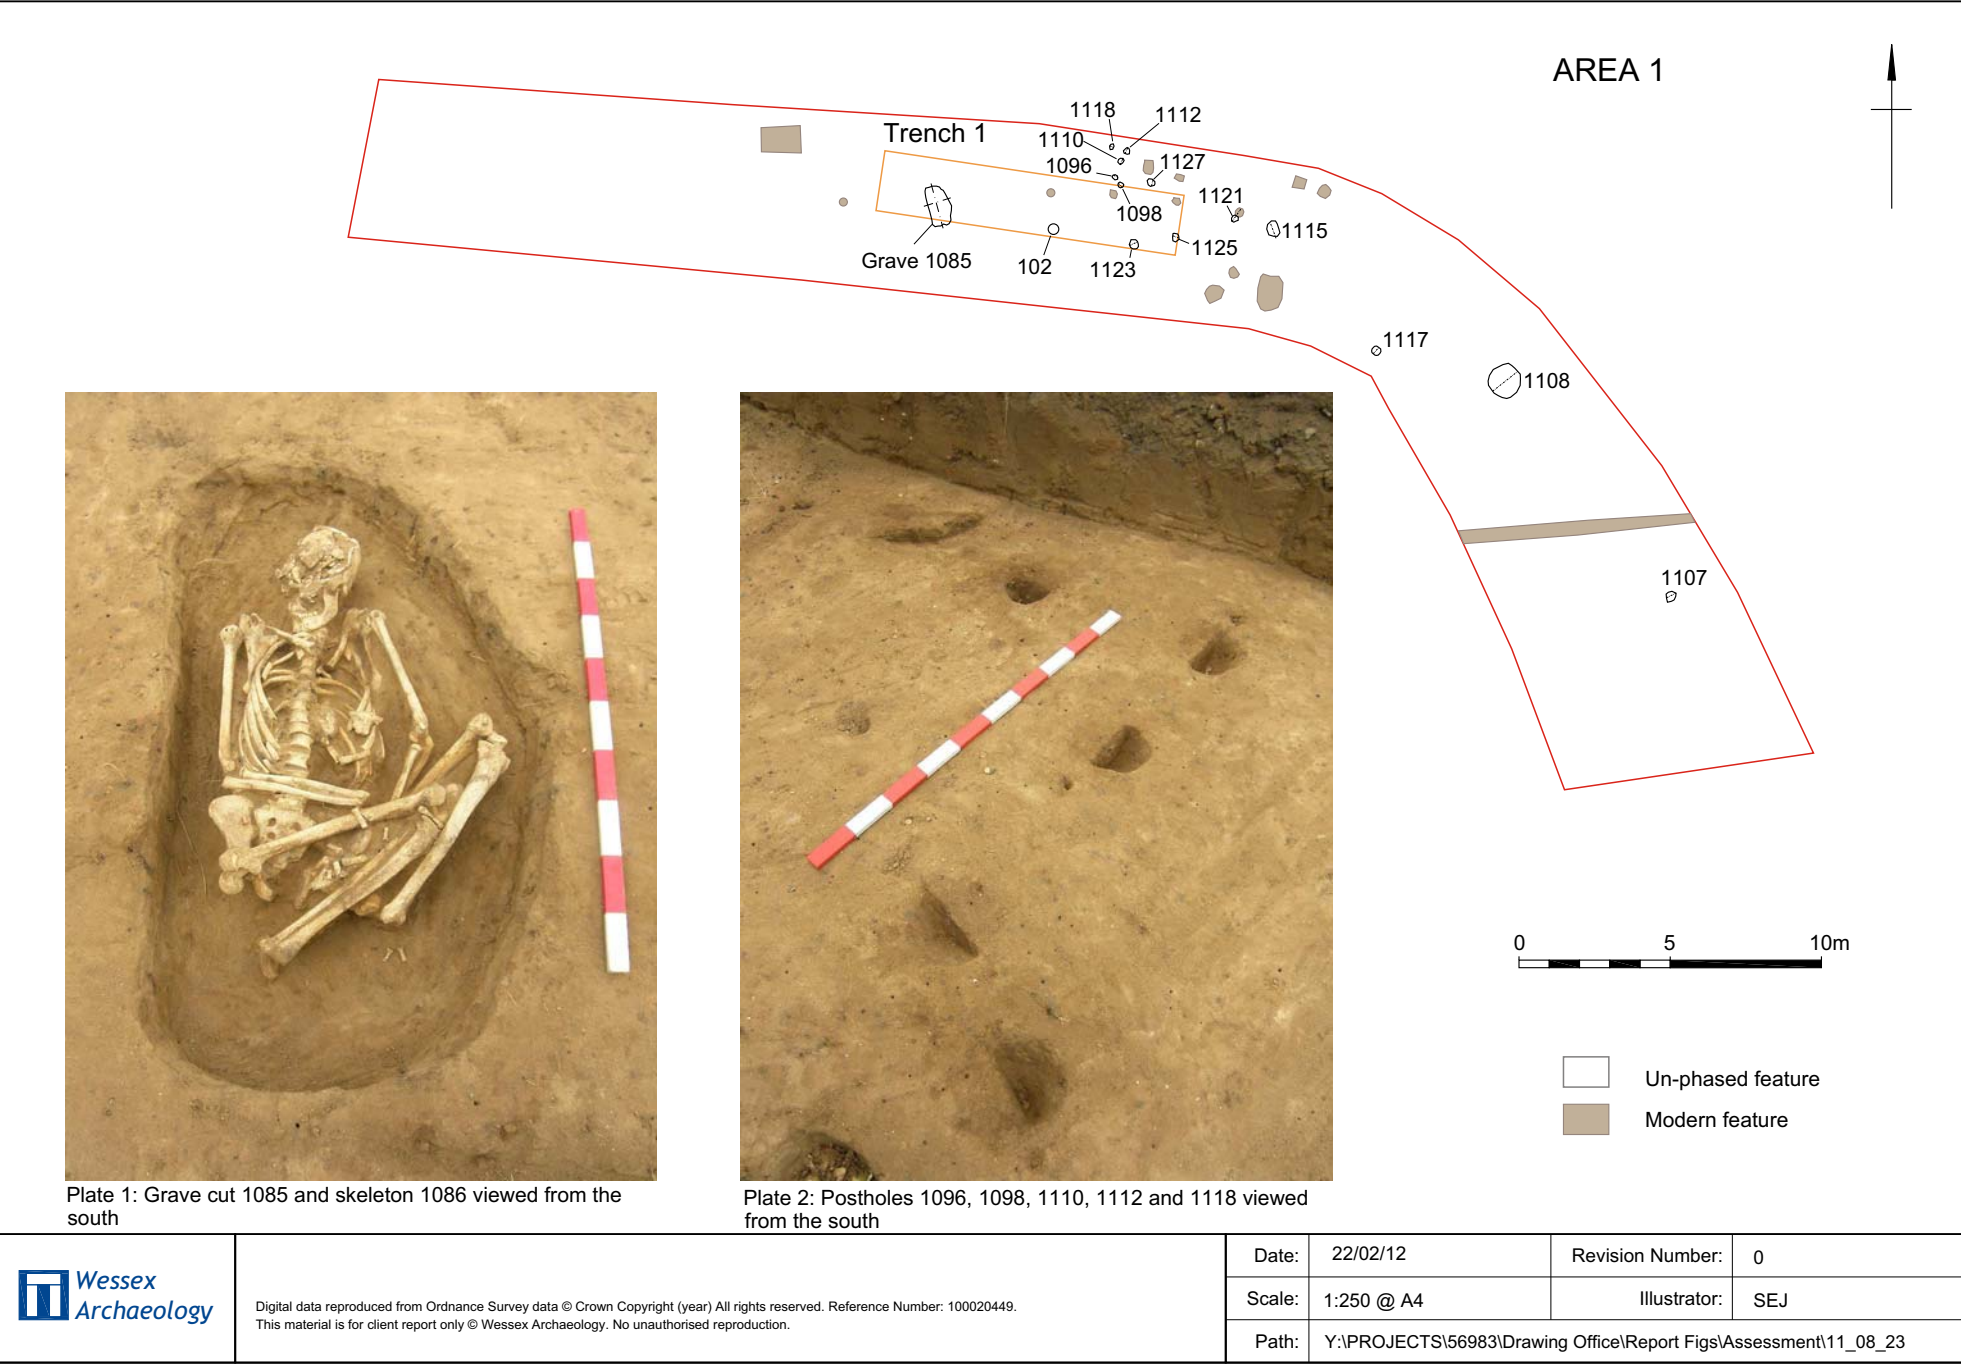 AREA 1
1118
1112
1110
Trench 1
1096
1127
1121
1098
1115
1125
Grave 1085
102
1123
1117
1108
1107
0 5 10m
Un-phased feature
Modern feature
Plate 1: Grave cut 1085 and skeleton 1086 viewed from the
south
Plate 2: Postholes 1096, 1098, 1110, 1112 and 1118 viewed
from the south
Wessex
Archaeology
Digital data reproduced from Ordnance Survey data © Crown Copyright (year) All rights reserved. Reference Number: 100020449.
This material is for client report only © Wessex Archaeology. No unauthorised reproduction.
Date: 22/02/12 Revision Number: 0
Scale: 1:250 @ A4 Illustrator: SEJ
Path: Y:\PROJECTS\56983\Drawing Office\Report Figs\Assessment\11_08_23